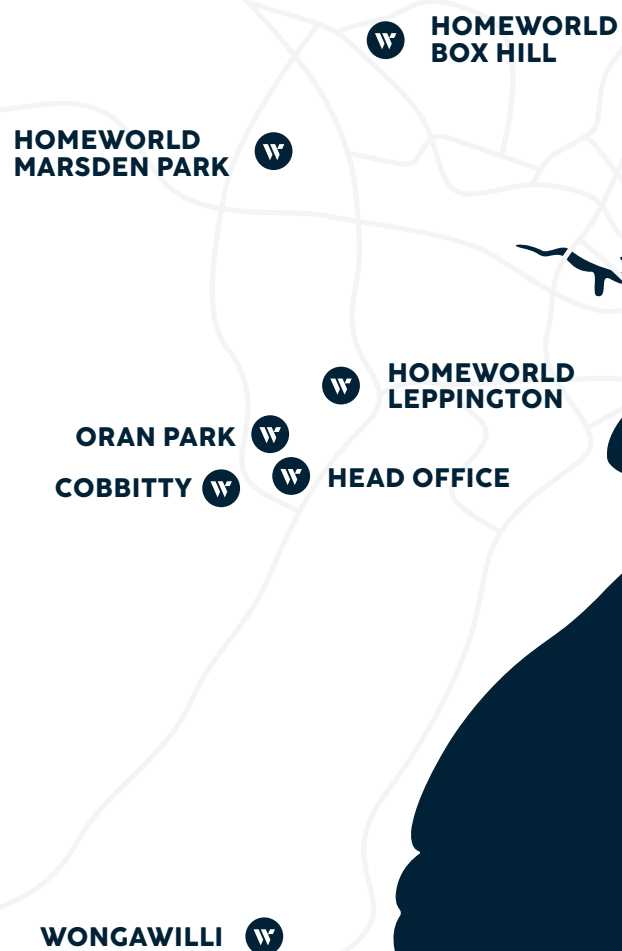 HOMEWORLD
BOX HILL
HOMEWORLD
MARSDEN PARK
HOMEWORLD
LEPPINGTON
ORAN PARK
COBBITTY
HEAD OFFICE
WONGAWILLI